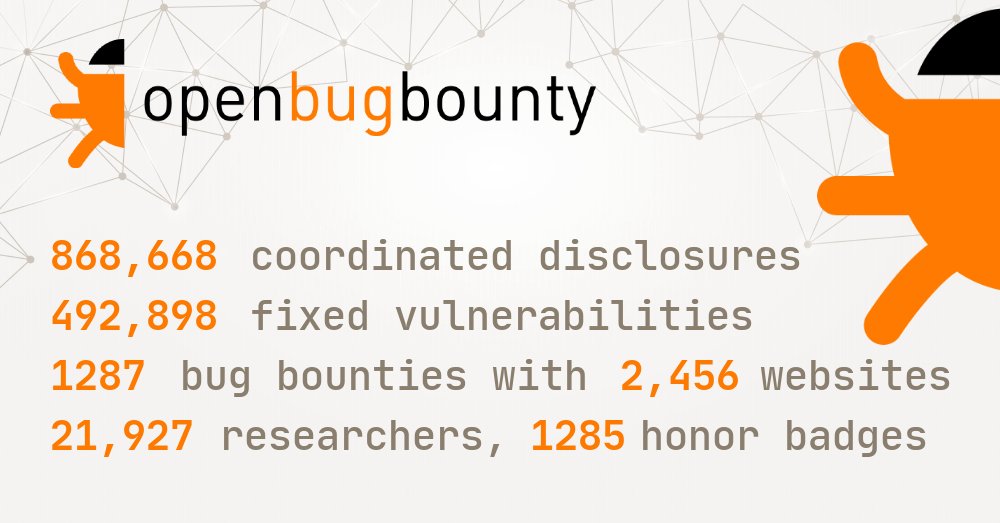 openbugbounty
868,668 coordinated disclosures
492,898 fixed vulnerabilities
1287 bug bounties with 2,456 websites
21,927 researchers, 1285 honor badges